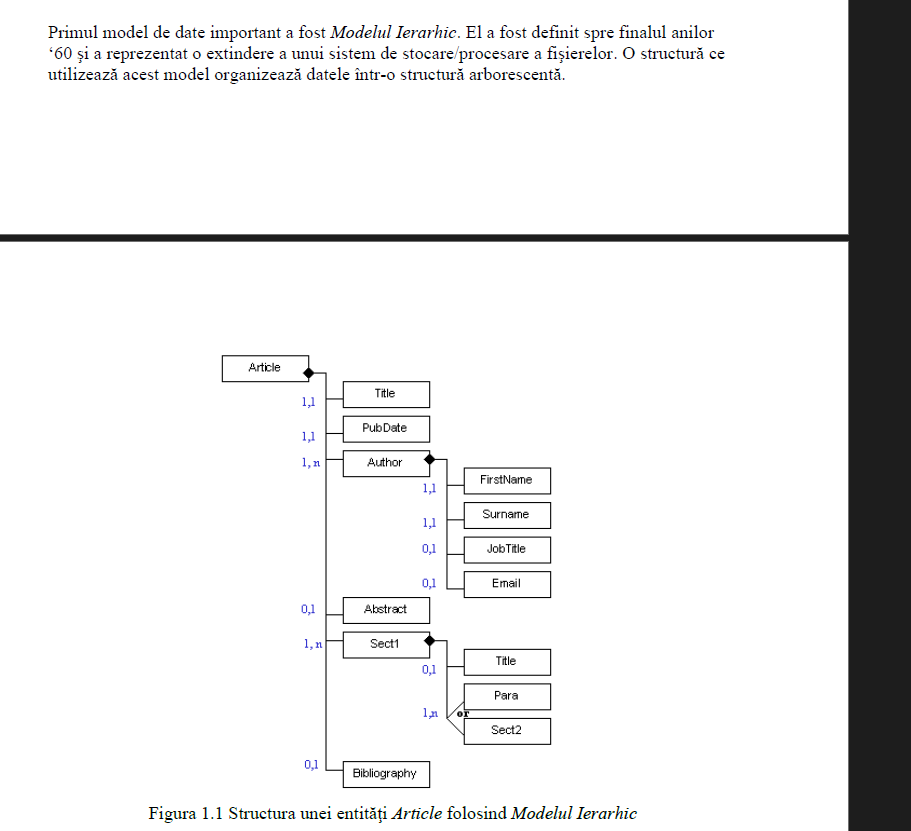 Primul model de date important a fost Modelul Ierarhic. El a fost definit spre finalul anilor
‘60 şi a reprezentat o extindere a unui sistem de stocare/procesare a fişierelor. O structură ce
utilizează acest model organizează datele într-o structură arborescentă.
Article
1,1 Title
1,1 PubDate
1,n Author
1,1 FirstName
1,1 Surname
0,1 JobTitle
0,1 Email
0,1 Abstract
1,n Sect1
0,1 Title
Para
1,n or
Sect2
0,1 Bibliography
Figura 1.1 Structura unei entităţi Article folosind Modelul Ierarhic